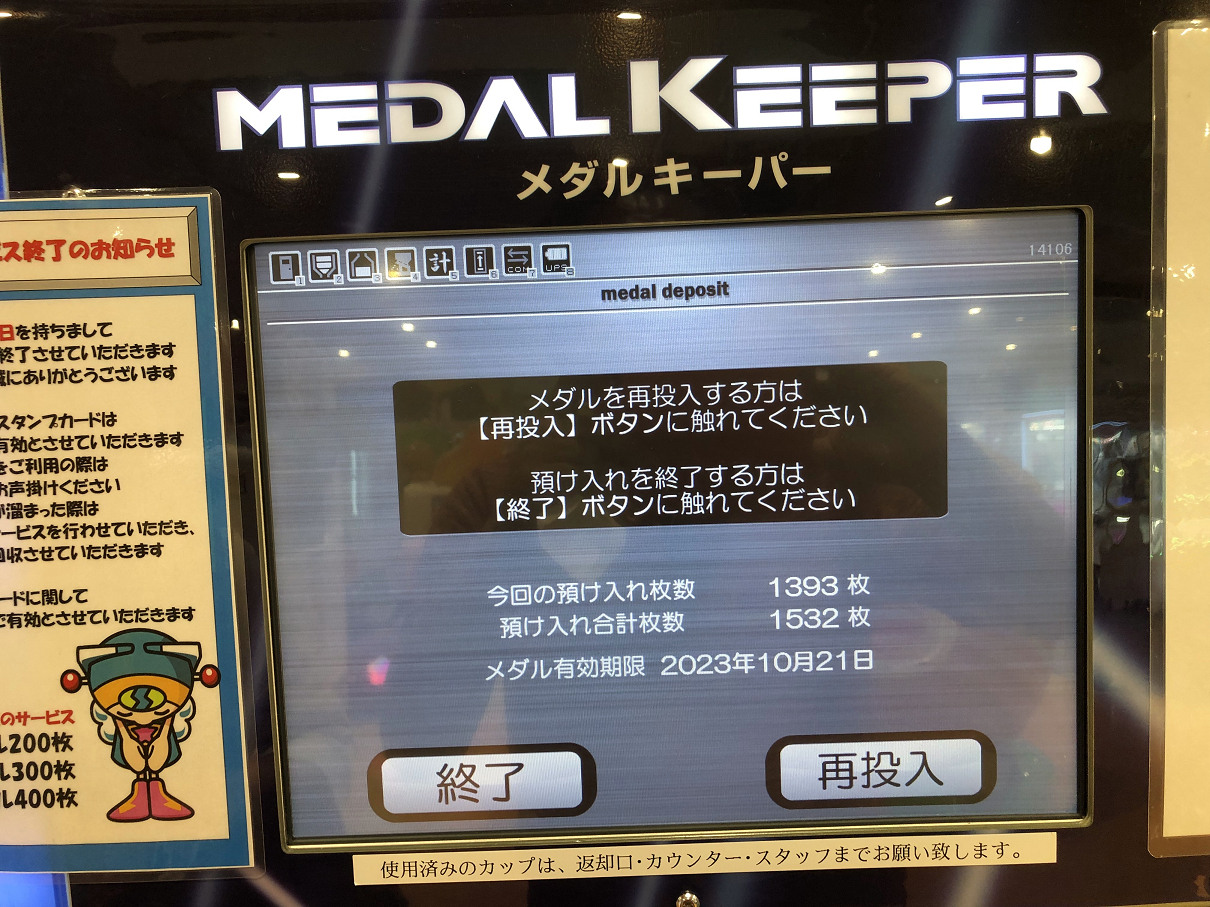 MEDAL KEEPER
メダルキーパー
ス終了のお知らせ
日を持ちまして
終了させていただきます
にありがとうございます
スタンプカードは
有効とさせていただきます
をご利用の際は
お声掛けください
が溜まった際は
ービスを行わせていただき、
回収させていただきます
ードに関して
で有効とさせていただきます
のサービス
ル200枚
ル300枚
ル400枚
1
2
3
4
計 5
6
CON 7
UPS 8
14106
medal deposit
メダルを再投入する方は
【再投入】ボタンに触れてください
預け入れを終了する方は
【終了】ボタンに触れてください
今回の預け入れ枚数 1393 枚
預け入れ合計枚数 1532 枚
メダル有効期限 2023年10月21日
終了
再投入
使用済みのカップは、返却口・カウンター・スタッフまでお願い致します。